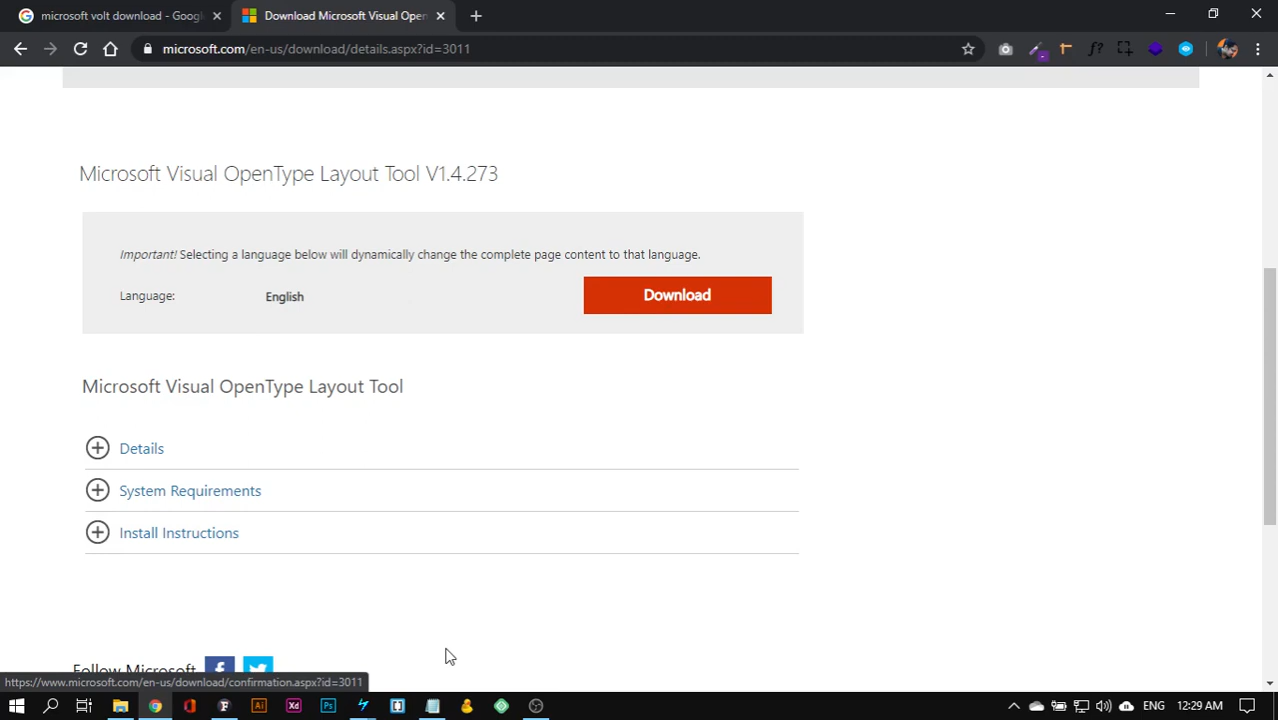 microsoft volt download - Googl
Download Microsoft Visual Open
microsoft.com/en-us/download/details.aspx?id=3011
f?
Microsoft Visual OpenType Layout Tool V1.4.273
Important! Selecting a language below will dynamically change the complete page content to that language.
Language:
English
Download
Microsoft Visual OpenType Layout Tool
Details
System Requirements
Install Instructions
Follow Microsoft
https://www.microsoft.com/en-us/download/confirmation.aspx?id=3011
Ai
Xd
Ps
ENG
12:29 AM